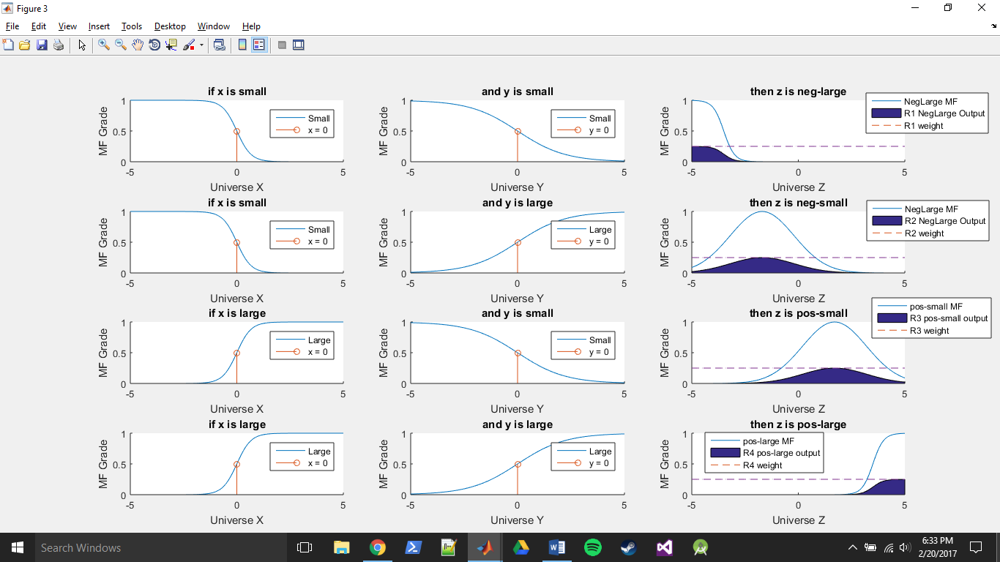 Figure 3
File Edit View Insert Tools Desktop Window Help
if x is small
MF Grade
1
0.5
0
Small
x = 0
-5 0 5
Universe X
and y is small
1
0.5
0
MF Grade
Small
y = 0
-5 0 5
Universe Y
then z is neg-large
1
0.5
0
MF Grade
NegLarge MF
R1 NegLarge Output
R1 weight
-5 0 5
Universe Z
if x is small
MF Grade
1
0.5
0
Small
x = 0
-5 0 5
Universe X
and y is large
MF Grade
1
0.5
0
Large
y = 0
-5 0 5
Universe Y
then z is neg-small
MF Grade
1
0.5
0
NegLarge MF
R2 NegLarge Output
R2 weight
-5 0 5
Universe Z
if x is large
MF Grade
1
0.5
0
Large
x = 0
-5 0 5
Universe X
and y is small
MF Grade
1
0.5
0
Small
y = 0
-5 0 5
Universe Y
then z is pos-small
MF Grade
1
0.5
0
pos-small MF
R3 pos-small output
R3 weight
-5 0 5
Universe Z
if x is large
MF Grade
1
0.5
0
Large
x = 0
-5 0 5
Universe X
and y is large
MF Grade
1
0.5
0
Large
y = 0
-5 0 5
Universe Y
then z is pos-large
MF Grade
1
0.5
0
pos-large MF
R4 pos-large output
R4 weight
-5 0 5
Universe Z
Search Windows
6:33 PM
2/20/2017